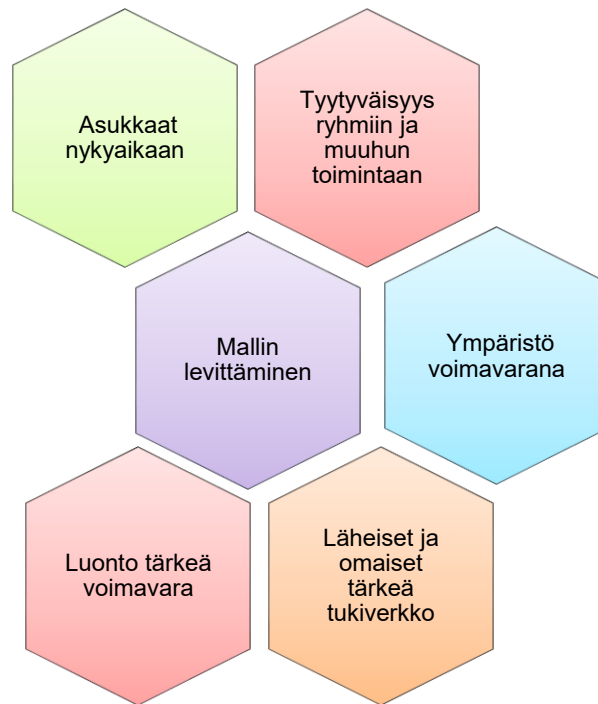 Asukkaat
nykyaikaan
Tyytyväisyys
ryhmiin ja
muuhun
toimintaan
Mallin
levittäminen
Ympäristö
voimavarana
Luonto tärkeä
voimavara
Läheiset ja
omaiset
tärkeä
tukiverkko